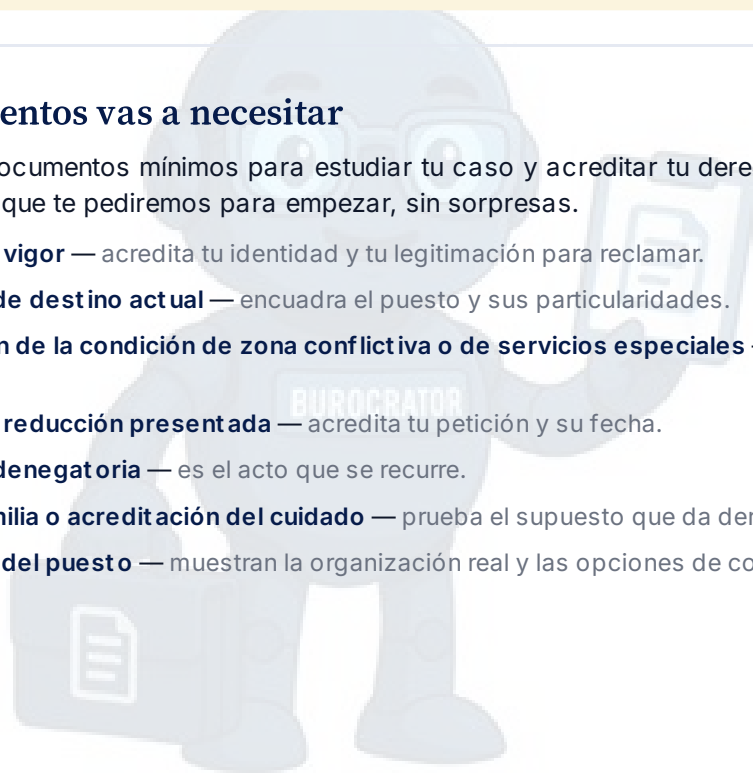 entos vas a necesitar
ocumentos mínimos para estudiar tu caso y acreditar tu dere
que te pediremos para empezar, sin sorpresas.
vigor — acredita tu identidad y tu legitimación para reclamar.
de destino actual — encuadra el puesto y sus particularidades.
n de la condición de zona conflictiva o de servicios especiales
BUROCRATOR
reducción presentada — acredita tu petición y su fecha.
denegatoria — es el acto que se recurre.
milia o acreditación del cuidado — prueba el supuesto que da der
del puesto — muestran la organización real y las opciones de co